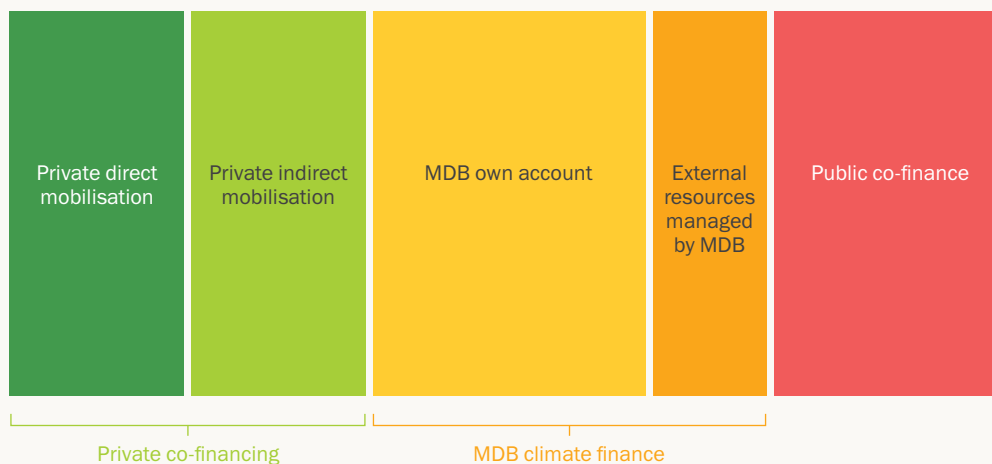 Private direct
mobilisation
Private indirect
mobilisation
MDB own account
External
resources
managed
by MDB
Public co-finance
Private co-financing
MDB climate finance